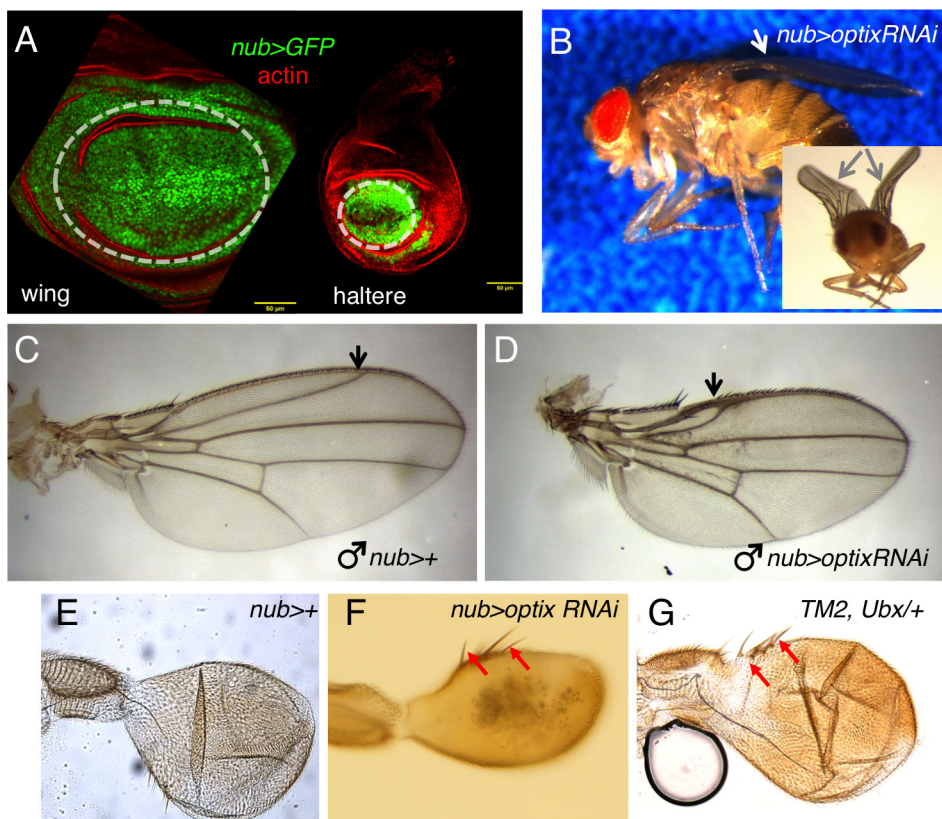 A
nub>GFP
actin
wing
50 µm
haltere
50 µm
B
nub>optixRNAi
C
♂ nub>+
D
♂ nub>optixRNAi
E
nub>+
F
nub>optix RNAi
G
TM2, Ubx/+